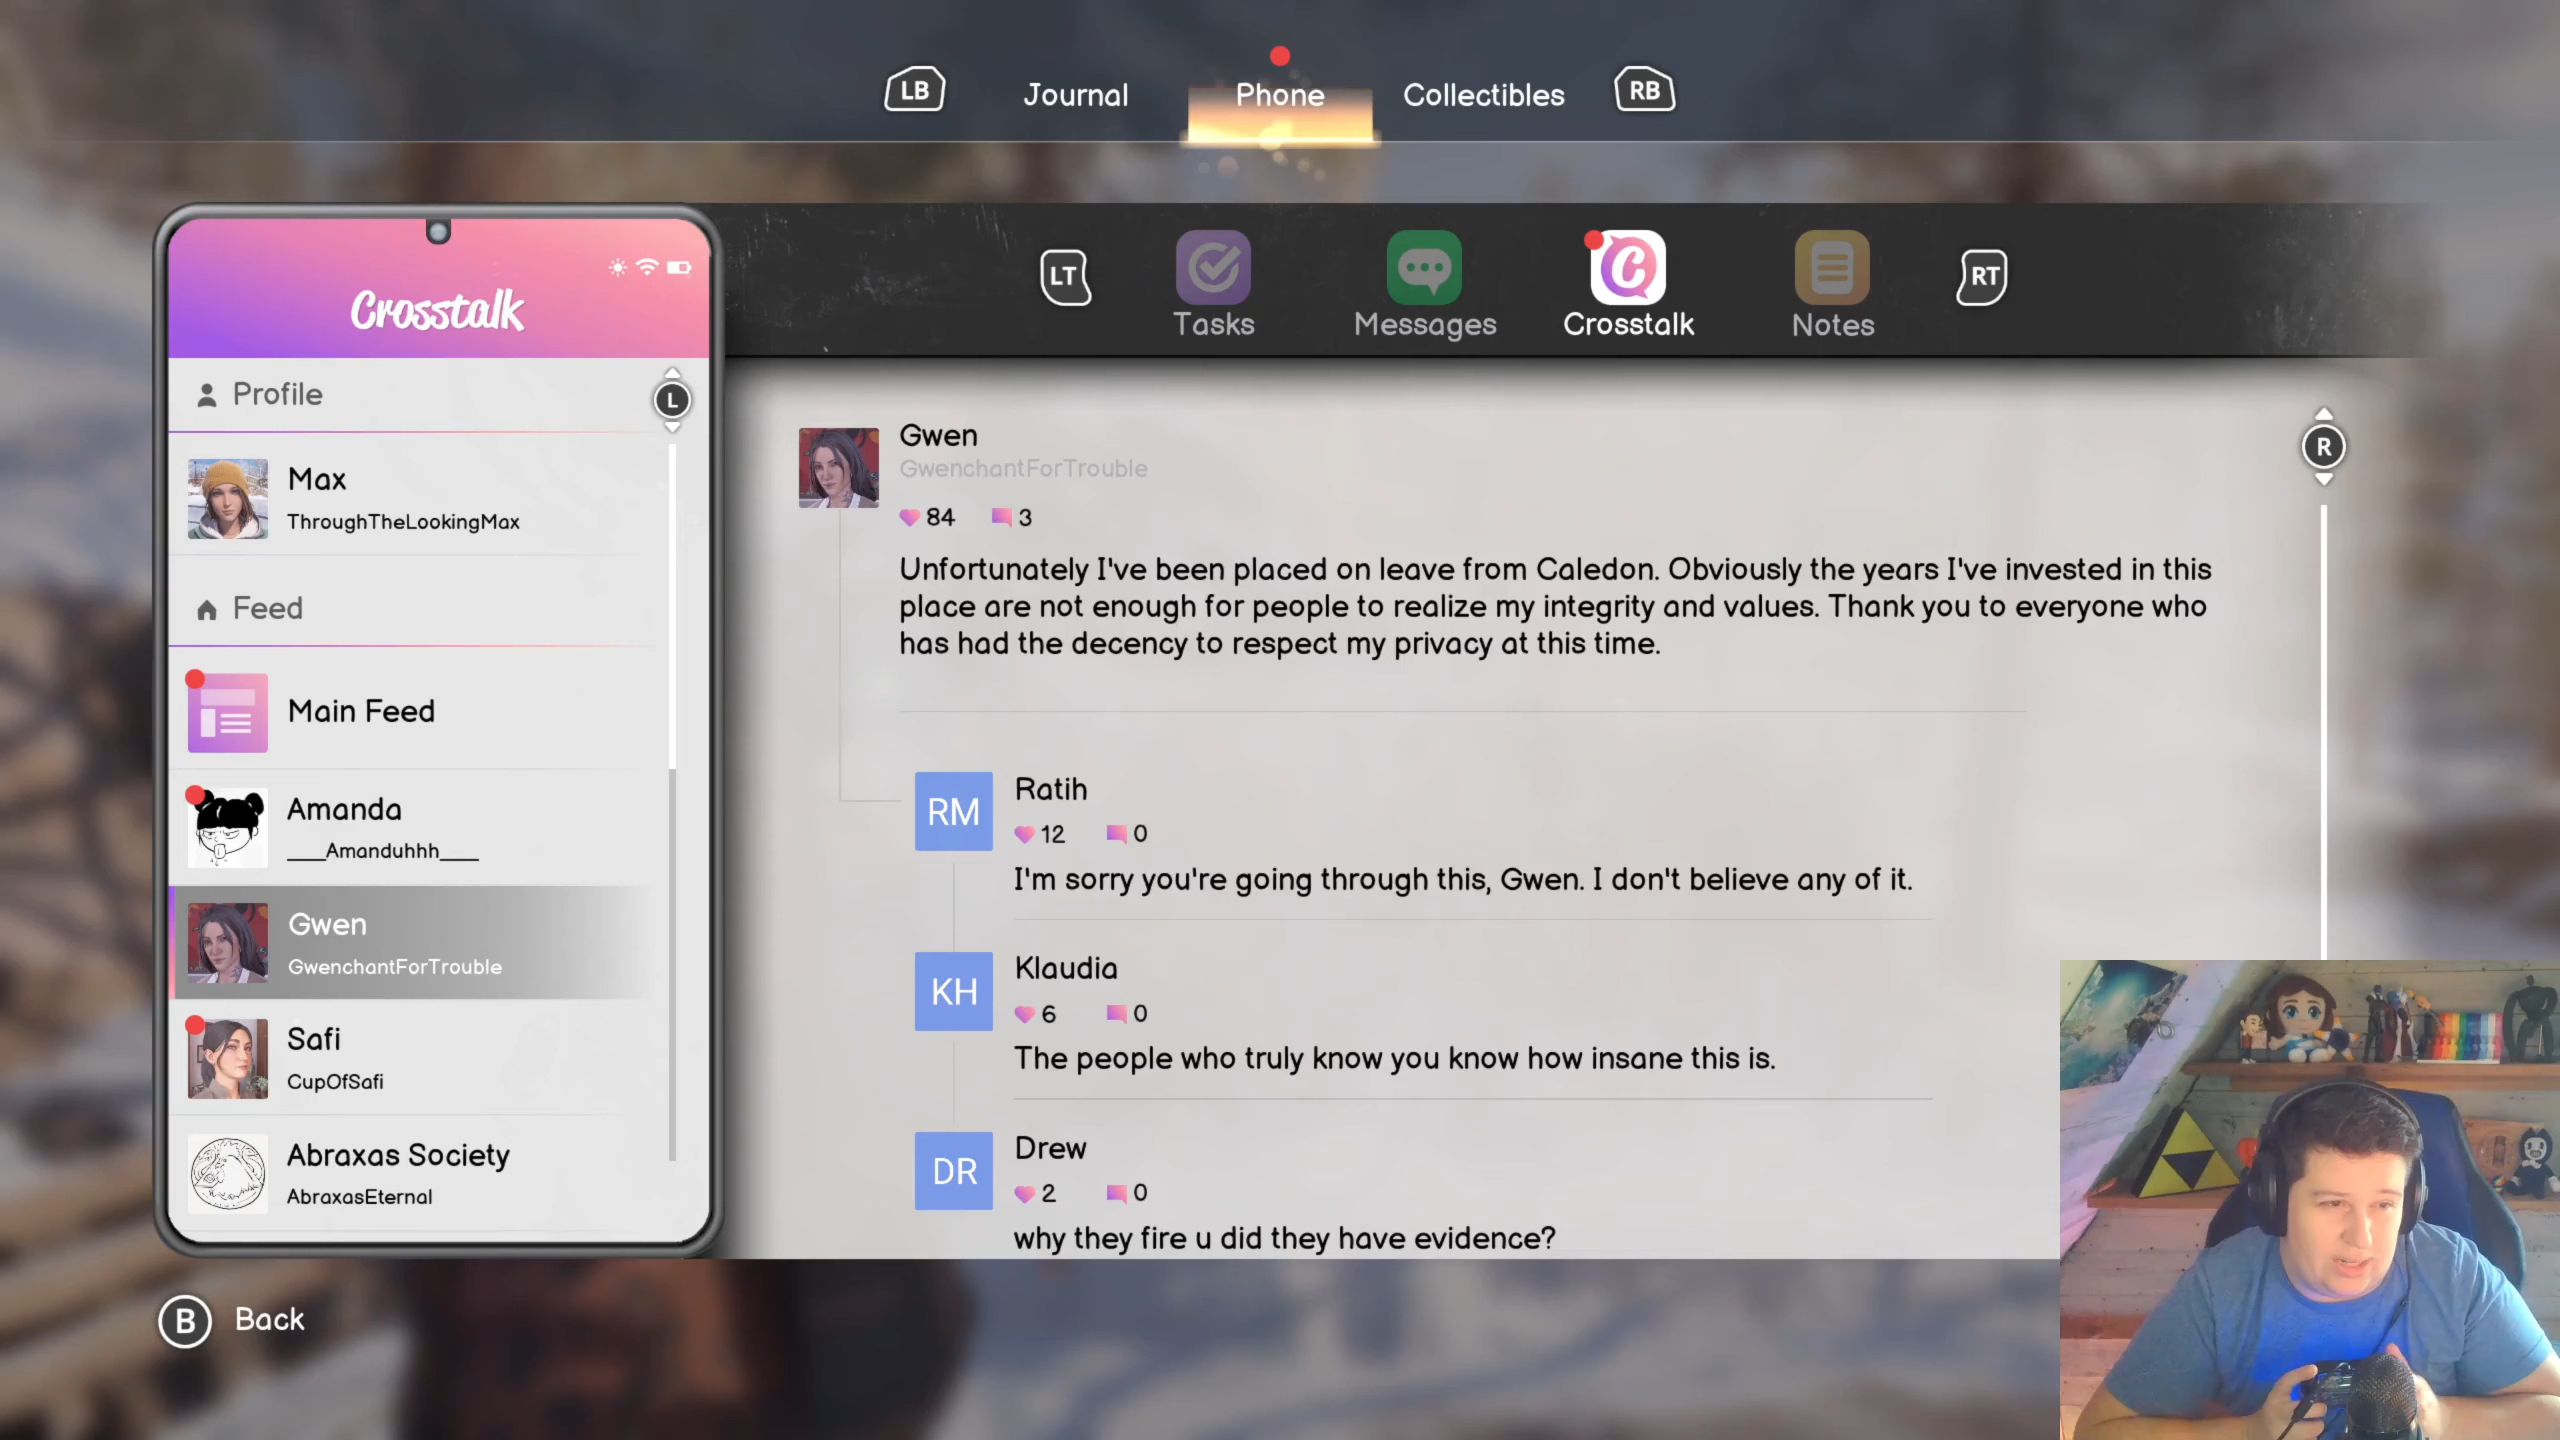 LB
Journal
Phone
Collectibles
RB
Crosstalk
Profile
L
Max
ThroughTheLookingMax
Feed
Main Feed
Amanda
___Amanduhhh___
Gwen
GwenchantForTrouble
Safi
CupOfSafi
Abraxas Society
AbraxasEternal
LT
Tasks
Messages
Crosstalk
Notes
RT
R
Gwen
GwenchantForTrouble
84 3
Unfortunately I've been placed on leave from Caledon. Obviously the years I've invested in this
place are not enough for people to realize my integrity and values. Thank you to everyone who
has had the decency to respect my privacy at this time.
RM
Ratih
12 0
I'm sorry you're going through this, Gwen. I don't believe any of it.
KH
Klaudia
6 0
The people who truly know you know how insane this is.
DR
Drew
2 0
why they fire u did they have evidence?
B Back